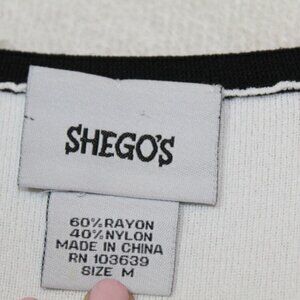 SHEGO'S
60% RAYON
40% NYLON
MADE IN CHINA
RN 103639
SIZE M